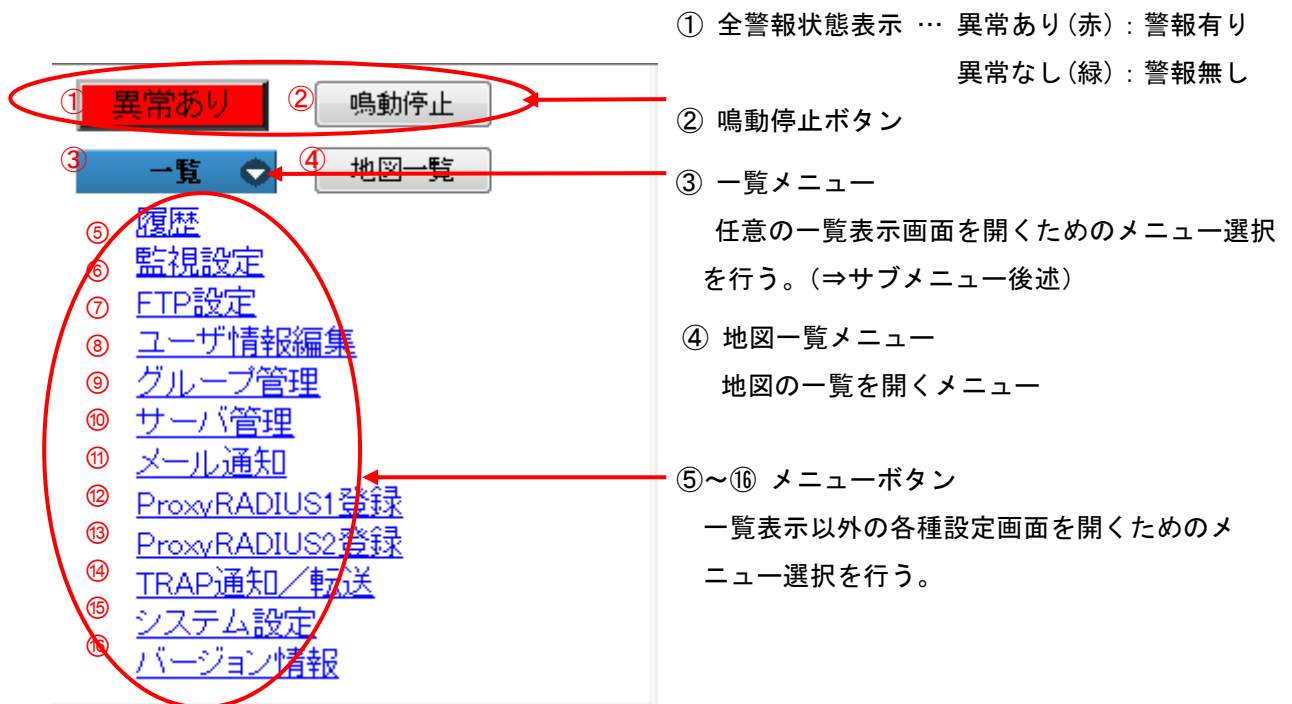 ① 全警報状態表示 … 異常あり(赤)：警報有り
異常なし(緑)：警報無し
① 異常あり ② 鳴動停止
② 鳴動停止ボタン
③ 一覧 ④ 地図一覧
③ 一覧メニュー
任意の一覧表示画面を開くためのメニュー選択
を行う。(⇒サブメニュー後述)
④ 地図一覧メニュー
地図の一覧を開くメニュー
⑤ 履歴
⑥ 監視設定
⑦ FTP設定
⑧ ユーザ情報編集
⑨ グループ管理
⑩ サーバ管理
⑪ メール通知
⑫ ProxyRADIUS1登録
⑬ ProxyRADIUS2登録
⑭ TRAP通知／転送
⑮ システム設定
⑯ バージョン情報
⑤～⑯ メニューボタン
一覧表示以外の各種設定画面を開くためのメ
ニュー選択を行う。